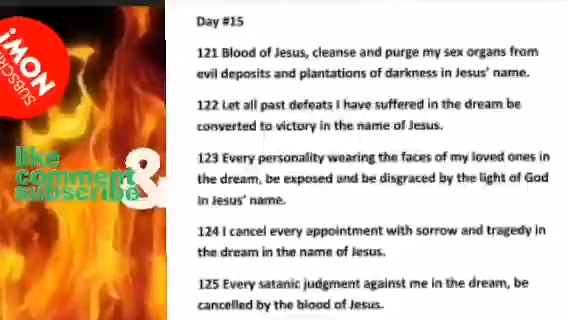 SUBSCRIBE
NOW!
like
comment &
subscribe
Day #15
121 Blood of Jesus, cleanse and purge my sex organs from
evil deposits and plantations of darkness in Jesus' name.
122 Let all past defeats I have suffered in the dream be
converted to victory in the name of Jesus.
123 Every personality wearing the faces of my loved ones in
the dream, be exposed and be disgraced by the light of God
in Jesus' name.
124 I cancel every appointment with sorrow and tragedy in
the dream in the name of Jesus.
125 Every satanic judgment against me in the dream, be
cancelled by the blood of Jesus.